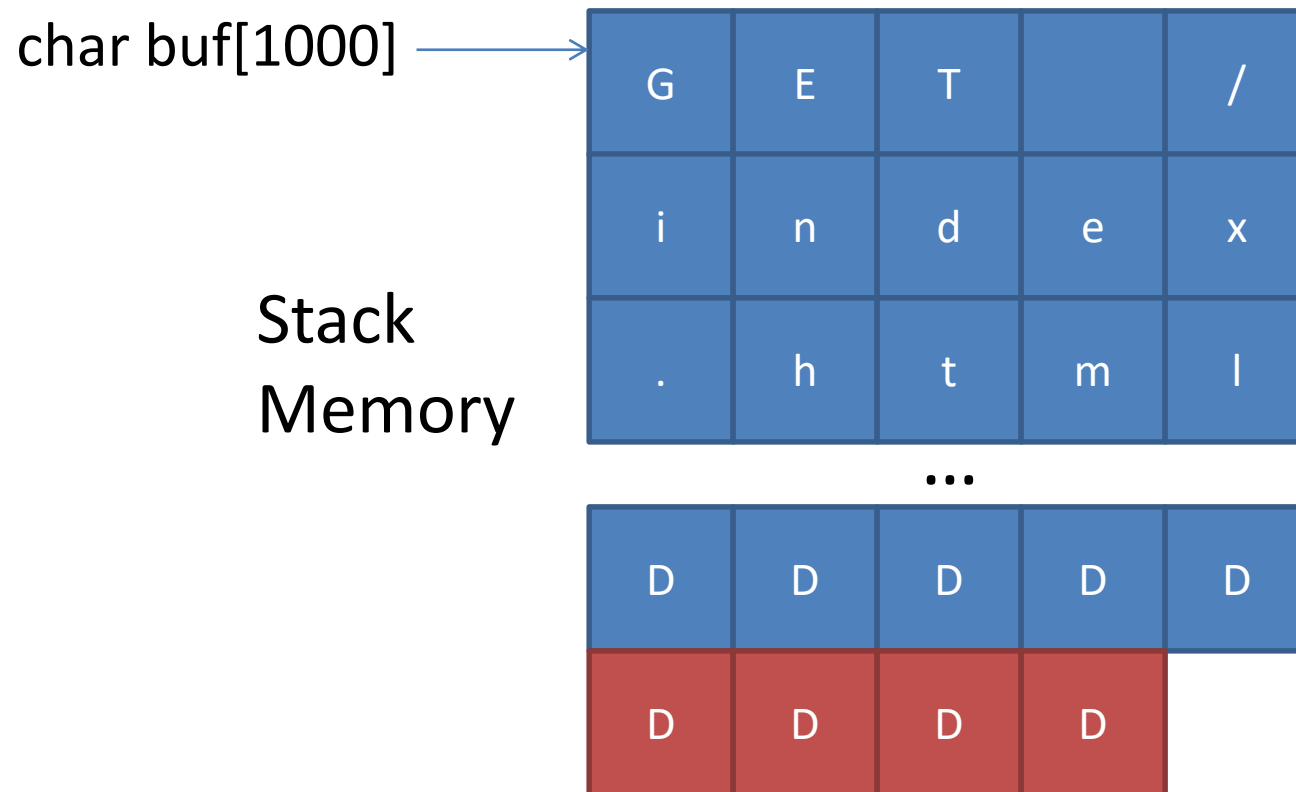 char buf[1000]
G E T /
i n d e x
Stack
Memory
. h t m l
...
D D D D D
D D D D